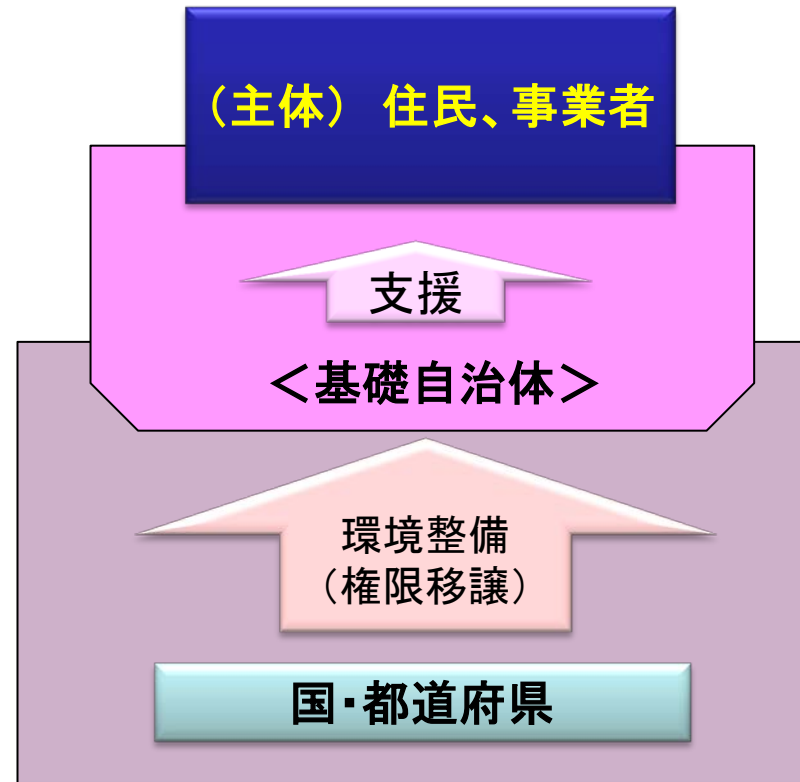 （主体） 住民、事業者
支援
＜基礎自治体＞
環境整備
（権限移譲）
国・都道府県